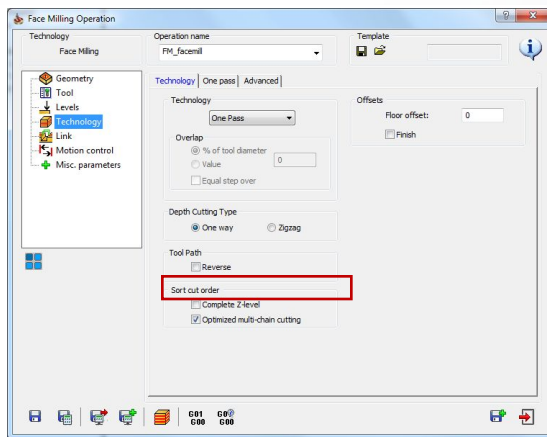 Face Milling Operation
Technology
Face Milling
Operation name
FM_facemill
Template
Geometry
Tool
Levels
Technology
Link
Motion control
Misc. parameters
Technology
One pass
Advanced
Technology
One Pass
Overlap
% of tool diameter
Value
0
Equal step over
Depth Cutting Type
One way
Zigzag
Tool Path
Reverse
Sort cut order
Complete Z-level
Optimized multi-chain cutting
Offsets
Floor offset:
0
Finish
G01
G00
G0
G00